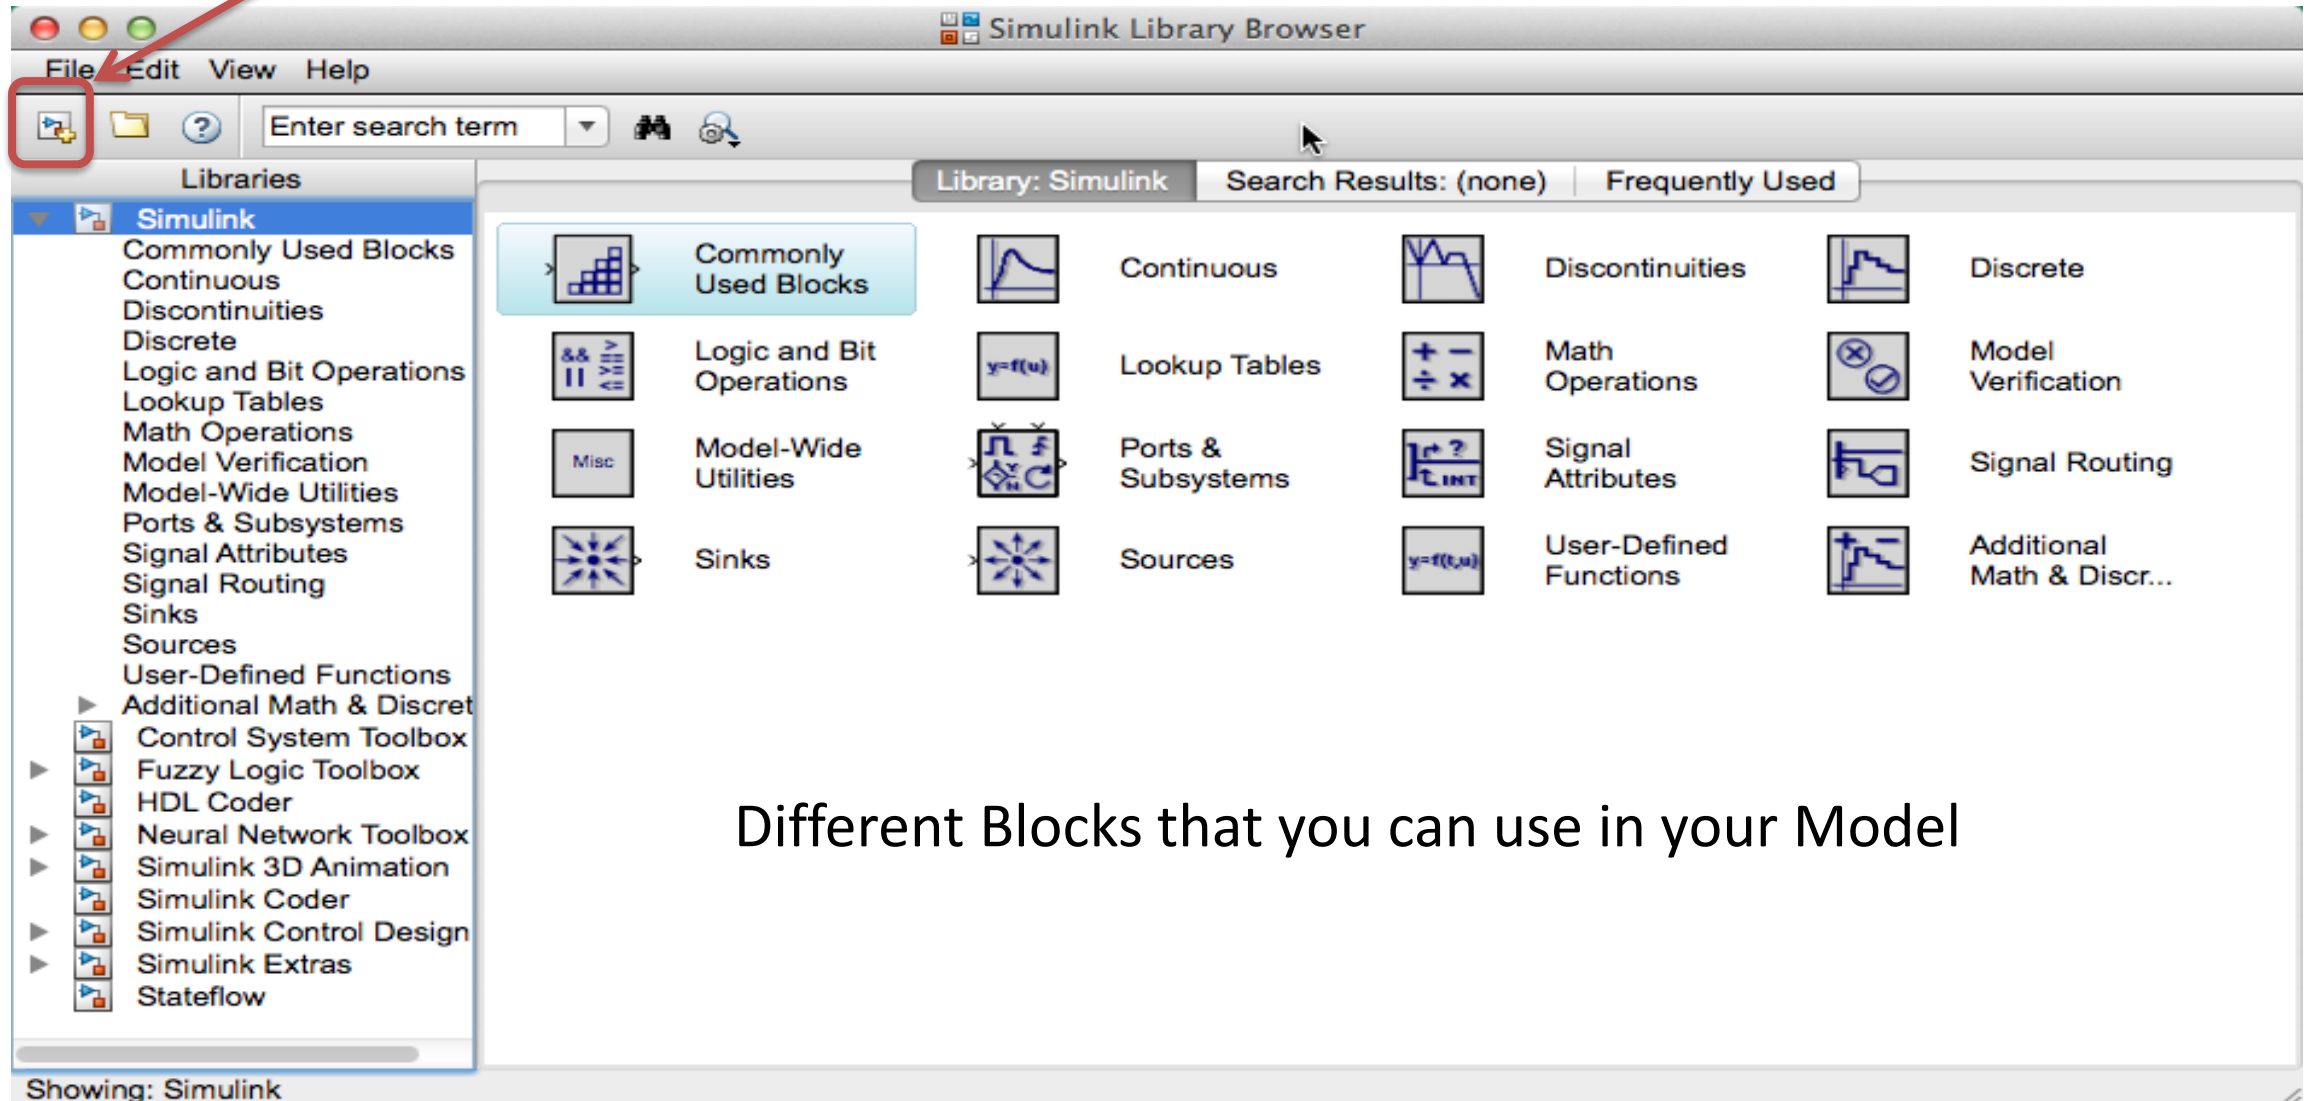 Simulink Library Browser
File Edit View Help
Enter search term
Libraries
Library: Simulink Search Results: (none) Frequently Used
Simulink
Commonly Used Blocks
Continuous
Discontinuities
Discrete
Logic and Bit Operations
Lookup Tables
Math Operations
Model Verification
Model-Wide Utilities
Ports & Subsystems
Signal Attributes
Signal Routing
Sinks
Sources
User-Defined Functions
Additional Math & Discret
Control System Toolbox
Fuzzy Logic Toolbox
HDL Coder
Neural Network Toolbox
Simulink 3D Animation
Simulink Coder
Simulink Control Design
Simulink Extras
Stateflow
Commonly
Used Blocks
Continuous
Discontinuities
Discrete
&& > == >=
|| <=
Logic and Bit
Operations
y=f(u)
Lookup Tables
+ −
÷ ×
Math
Operations
Model
Verification
Misc
Model-Wide
Utilities
Y
N
Ports &
Subsystems
?
INT
Signal
Attributes
Signal Routing
Sinks
Sources
y=f(t,u)
User-Defined
Functions
+ −
Additional
Math & Discr...
Different Blocks that you can use in your Model
Showing: Simulink